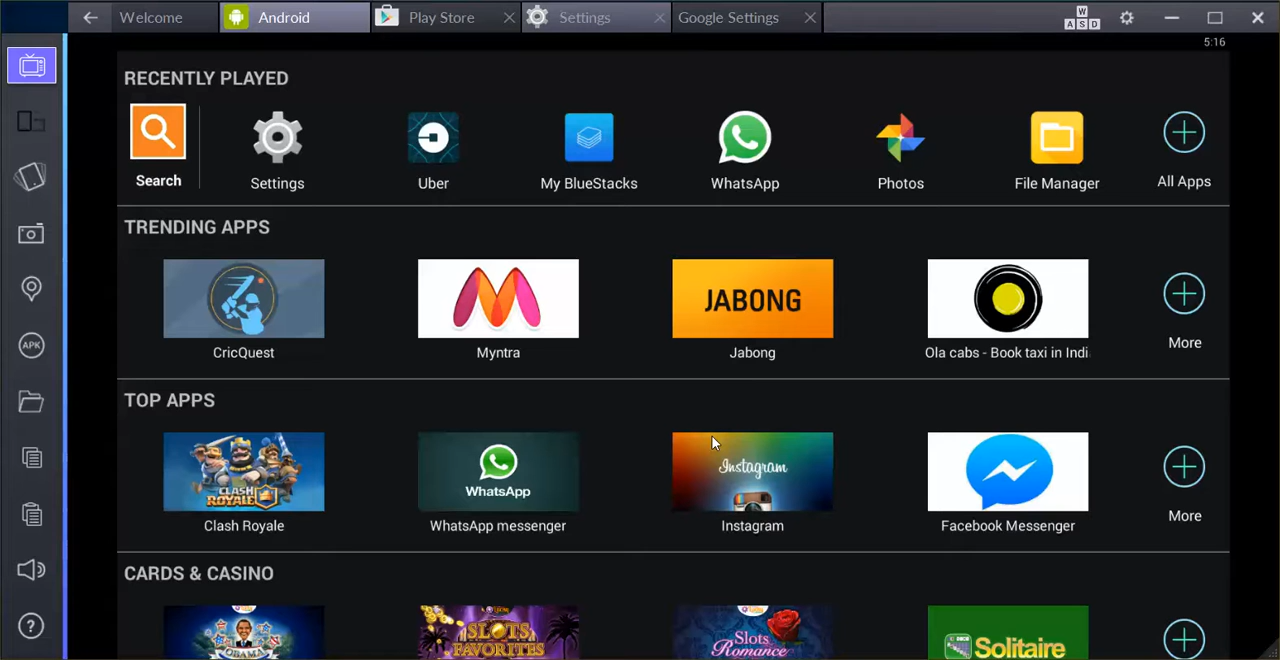 Welcome
Android
Play Store
Settings
Google Settings
W
A S D
5:16
RECENTLY PLAYED
Search
Settings
Uber
My BlueStacks
WhatsApp
Photos
File Manager
All Apps
TRENDING APPS
JABONG
CricQuest
Myntra
Jabong
Ola cabs - Book taxi in Indi
More
TOP APPS
CLASH
ROYALE
WhatsApp
Instagram
Clash Royale
WhatsApp messenger
Instagram
Facebook Messenger
More
CARDS & CASINO
OBAMA
SLOTS
FAVORITES
Slots
Romance
Solitaire
APK
?